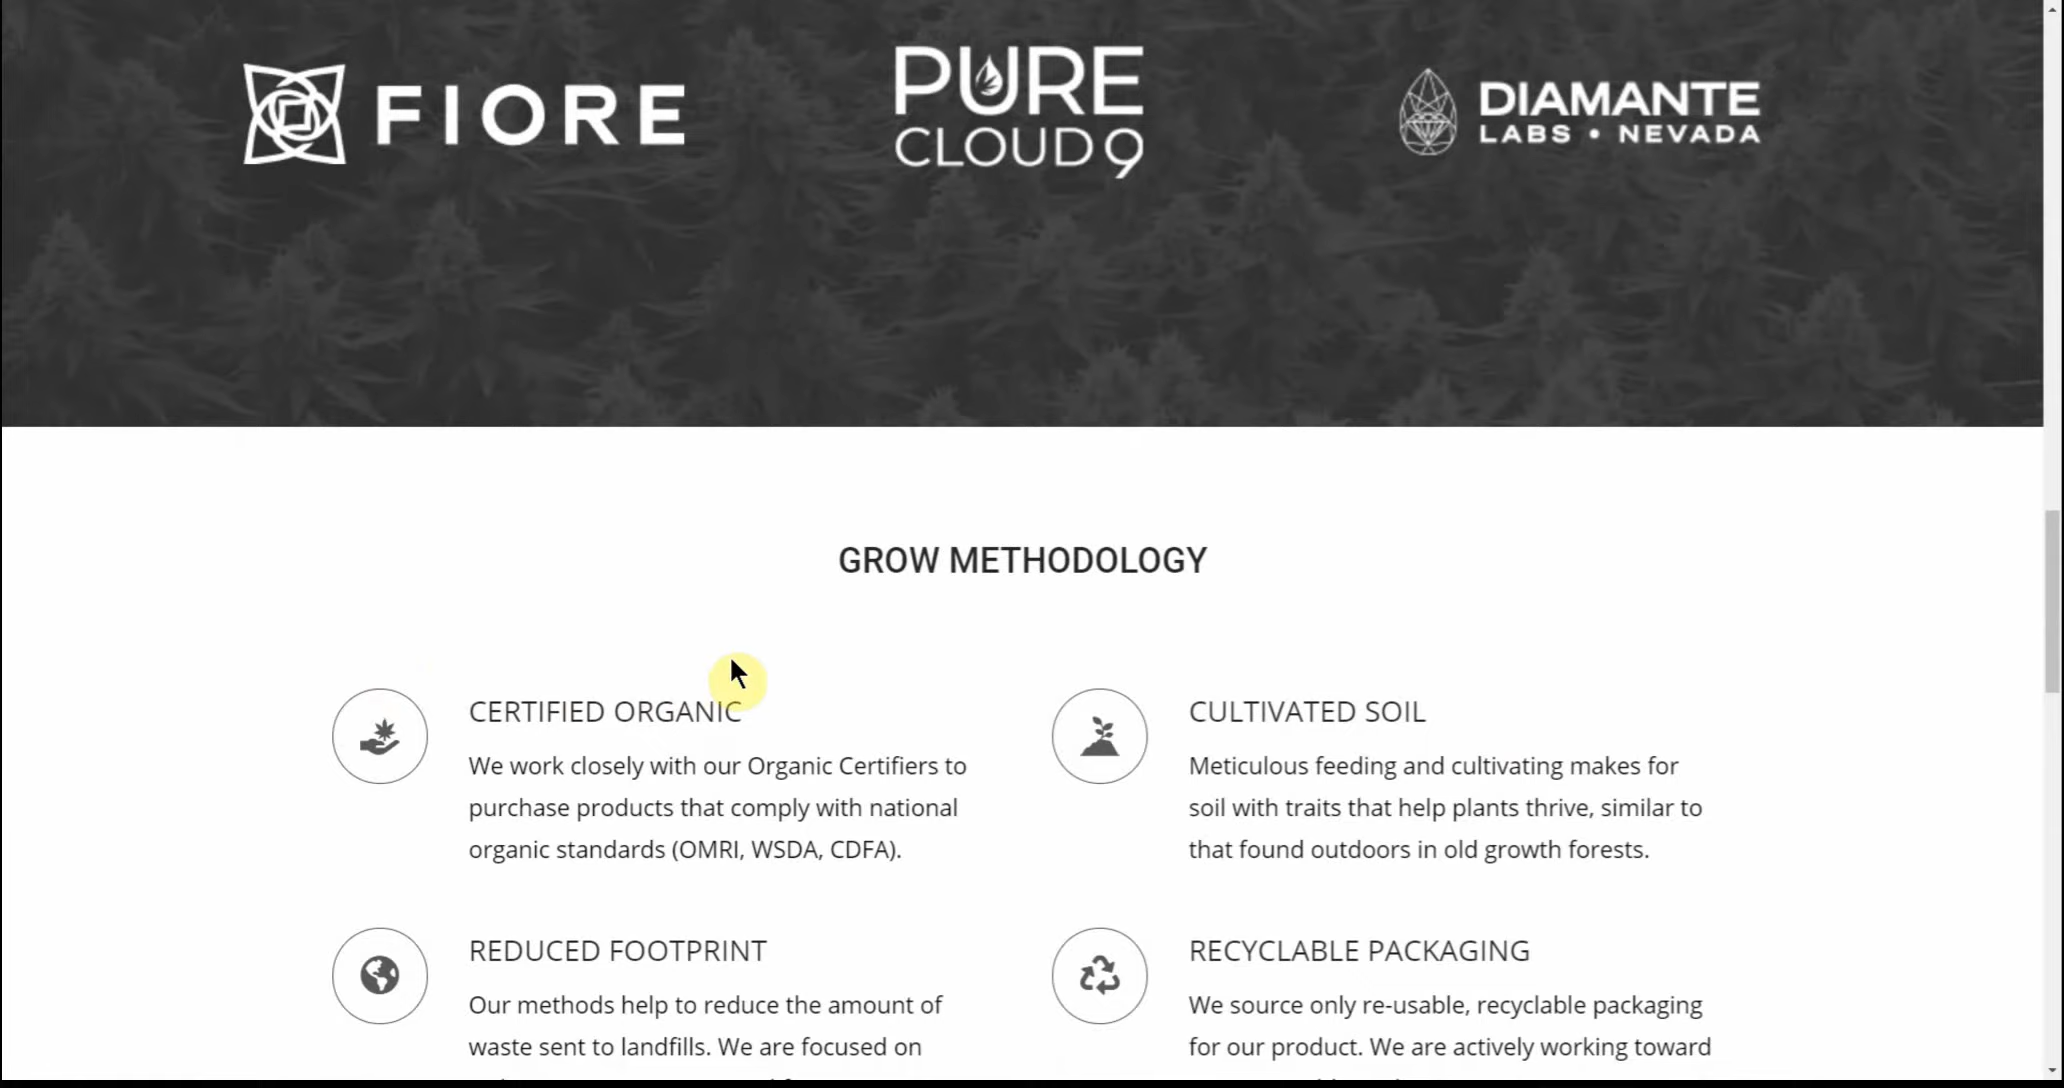 FIORE
PURE
CLOUD9
DIAMANTE
LABS • NEVADA
GROW METHODOLOGY
CERTIFIED ORGANIC
We work closely with our Organic Certifiers to
purchase products that comply with national
organic standards (OMRI, WSDA, CDFA).
CULTIVATED SOIL
Meticulous feeding and cultivating makes for
soil with traits that help plants thrive, similar to
that found outdoors in old growth forests.
REDUCED FOOTPRINT
Our methods help to reduce the amount of
waste sent to landfills. We are focused on
RECYCLABLE PACKAGING
We source only re-usable, recyclable packaging
for our product. We are actively working toward